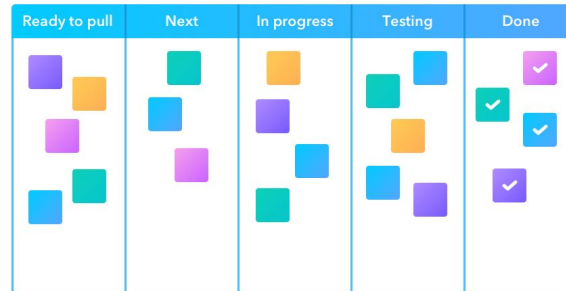 Ready to pull
Next
In progress
Testing
Done